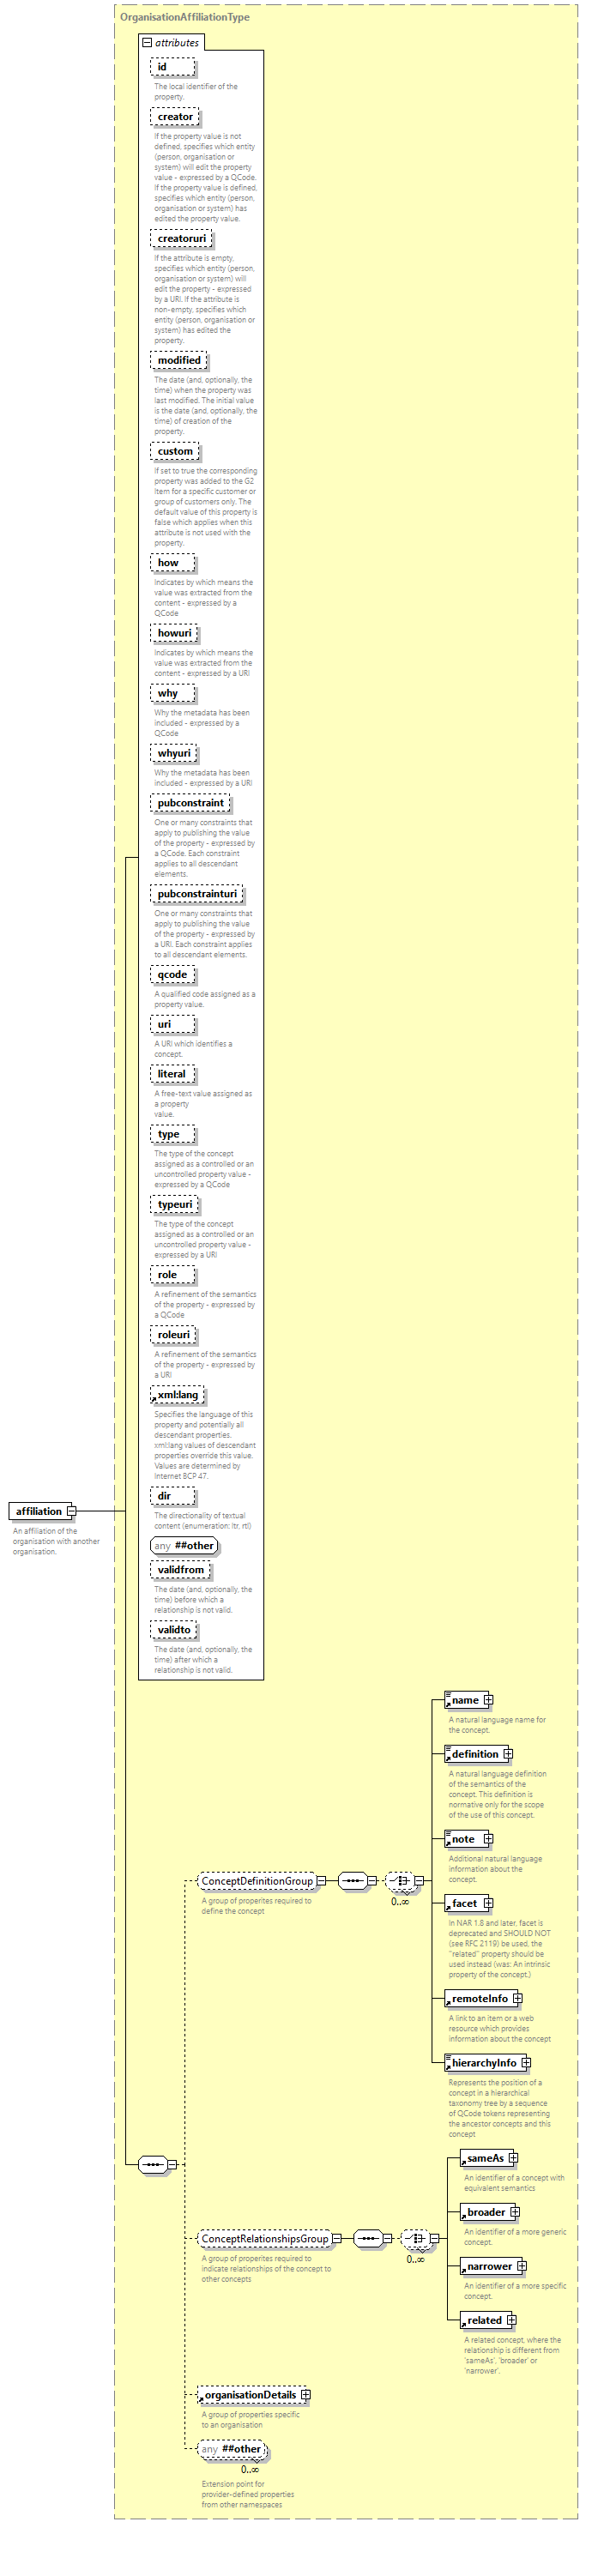 OrganisationAffiliationType
attributes
id
The local identifier of the
property.
creator
If the property value is not
defined, specifies which entity
(person, organisation or
system) will edit the property
value - expressed by a QCode.
If the property value is defined,
specifies which entity (person,
organisation or system) has
edited the property value.
creatoruri
If the attribute is empty,
specifies which entity (person,
organisation or system) will
edit the property - expressed
by a URI. If the attribute is
non-empty, specifies which
entity (person, organisation or
system) has edited the
property.
modified
The date (and, optionally, the
time) when the property was
last modified. The initial value
is the date (and, optionally, the
time) of creation of the
property.
custom
If set to true the corresponding
property was added to the G2
Item for a specific customer or
group of customers only. The
default value of this property is
false which applies when this
attribute is not used with the
property.
how
Indicates by which means the
value was extracted from the
content - expressed by a
QCode
howuri
Indicates by which means the
value was extracted from the
content - expressed by a URI
why
Why the metadata has been
included - expressed by a
QCode
whyuri
Why the metadata has been
included - expressed by a URI
pubconstraint
One or many constraints that
apply to publishing the value
of the property - expressed by
a QCode. Each constraint
applies to all descendant
elements.
pubconstrainturi
One or many constraints that
apply to publishing the value
of the property - expressed by
a URI. Each constraint applies
to all descendant elements.
qcode
A qualified code assigned as a
property value.
uri
A URI which identifies a
concept.
literal
A free-text value assigned as
a property
value.
type
The type of the concept
assigned as a controlled or an
uncontrolled property value -
expressed by a QCode
typeuri
The type of the concept
assigned as a controlled or an
uncontrolled property value -
expressed by a URI
role
A refinement of the semantics
of the property - expressed by
a QCode
roleuri
A refinement of the semantics
of the property - expressed by
a URI
xml:lang
Specifies the language of this
property and potentially all
descendant properties.
xml:lang values of descendant
properties override this value.
Values are determined by
Internet BCP 47.
dir
The directionality of textual
content (enumeration: ltr, rtl)
any ##other
validfrom
The date (and, optionally, the
time) before which a
relationship is not valid.
validto
The date (and, optionally, the
time) after which a
relationship is not valid.
affiliation
An affiliation of the
organisation with another
organisation.
ConceptDefinitionGroup
0..∞
A group of properites required to
define the concept
name
A natural language name for
the concept.
definition
A natural language definition
of the semantics of the
concept. This definition is
normative only for the scope
of the use of this concept.
note
Additional natural language
information about the
concept.
facet
In NAR 1.8 and later, facet is
deprecated and SHOULD NOT
(see RFC 2119) be used, the
"related" property should be
used instead (was: An intrinsic
property of the concept.)
remoteInfo
A link to an item or a web
resource which provides
information about the concept
hierarchyInfo
Represents the position of a
concept in a hierarchical
taxonomy tree by a sequence
of QCode tokens representing
the ancestor concepts and this
concept
ConceptRelationshipsGroup
0..∞
A group of properites required to
indicate relationships of the concept to
other concepts
sameAs
An identifier of a concept with
equivalent semantics
broader
An identifier of a more generic
concept.
narrower
An identifier of a more specific
concept.
related
A related concept, where the
relationship is different from
'sameAs', 'broader' or
'narrower'.
organisationDetails
A group of properties specific
to an organisation
any ##other
0..∞
Extension point for
provider-defined properties
from other namespaces